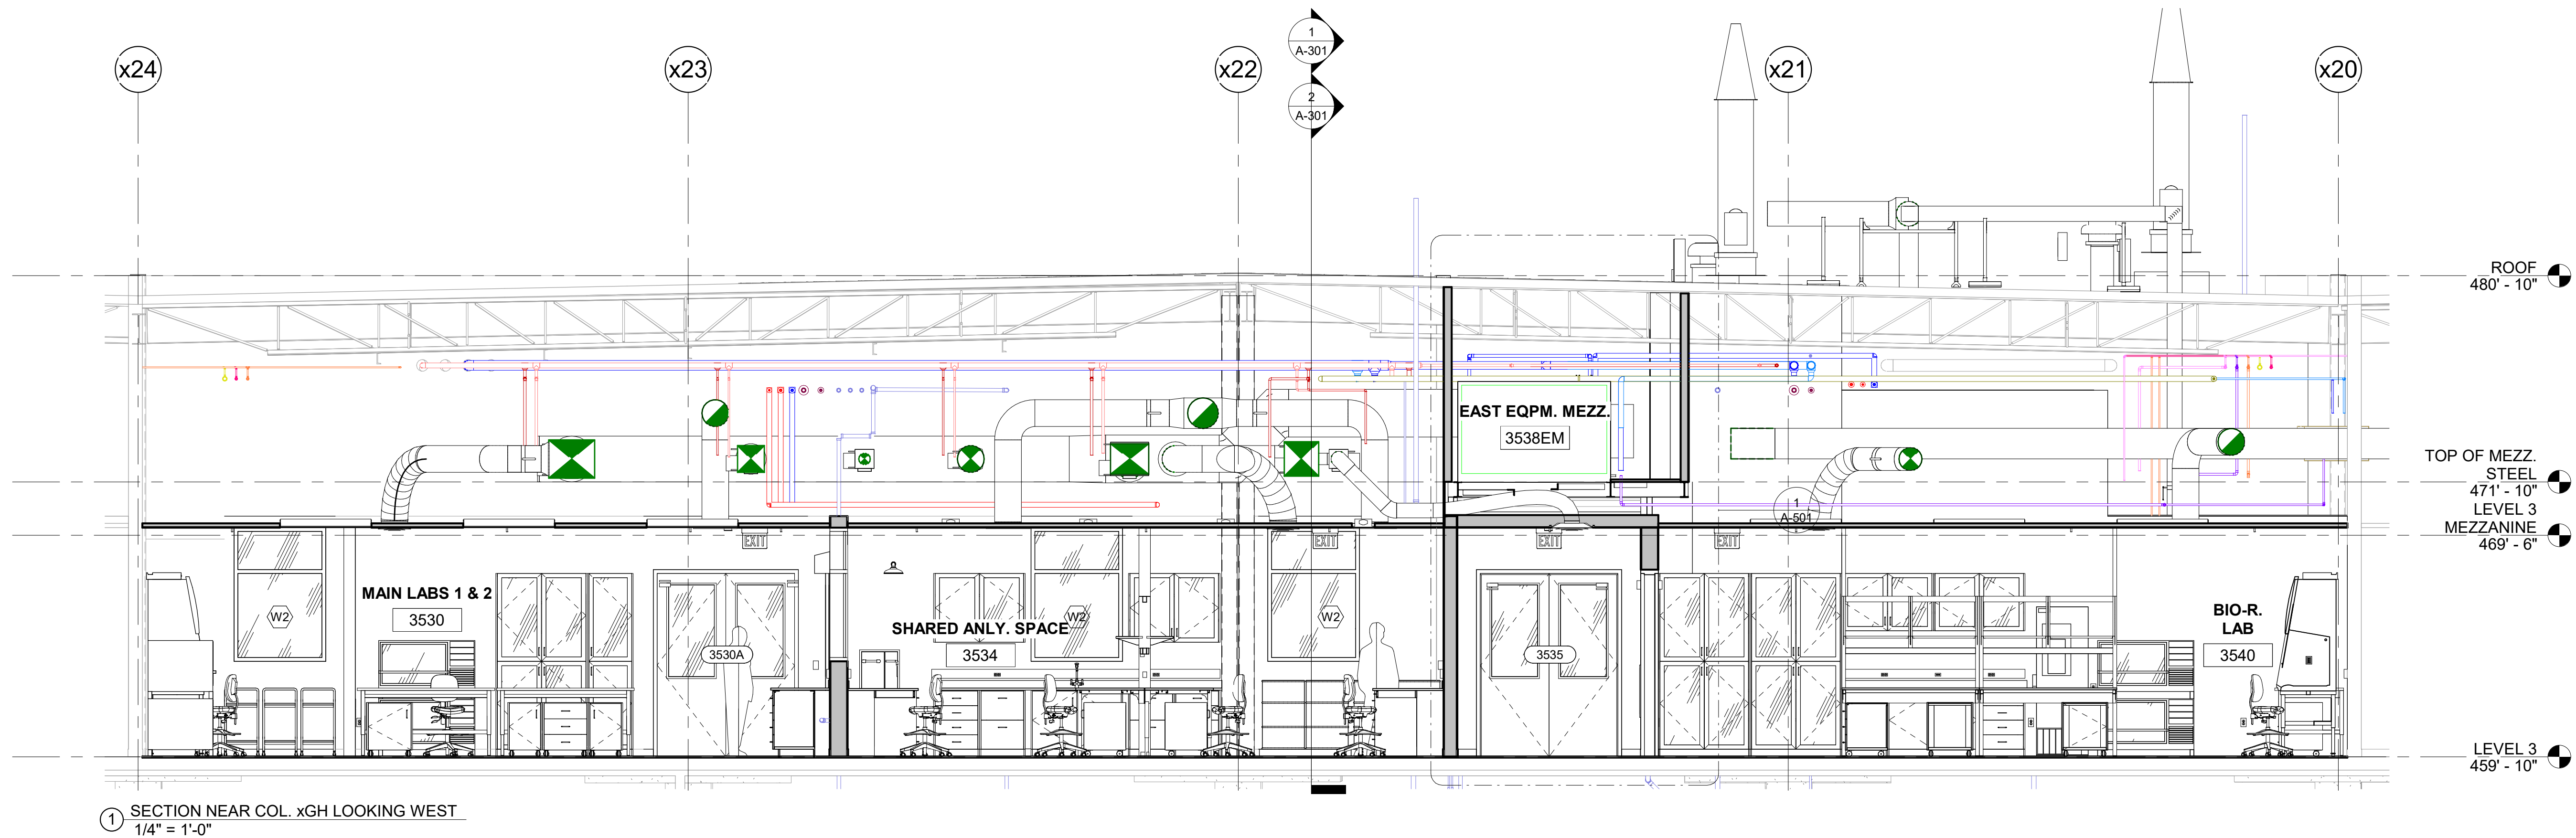 x24
x23
x22
1
A-301
2
A-301
x21
x20
ROOF
480' - 10"
EAST EQPM. MEZZ.
3538EM
TOP OF MEZZ.
STEEL
471' - 10"
1
A-501
LEVEL 3
MEZZANINE
469' - 6"
EXIT
EXIT
EXIT
EXIT
MAIN LABS 1 & 2
3530
W2
SHARED ANLY. SPACE
3534
W2
W2
BIO-R.
LAB
3540
3530A
3535
LEVEL 3
459' - 10"
1
SECTION NEAR COL. xGH LOOKING WEST
1/4" = 1'-0"